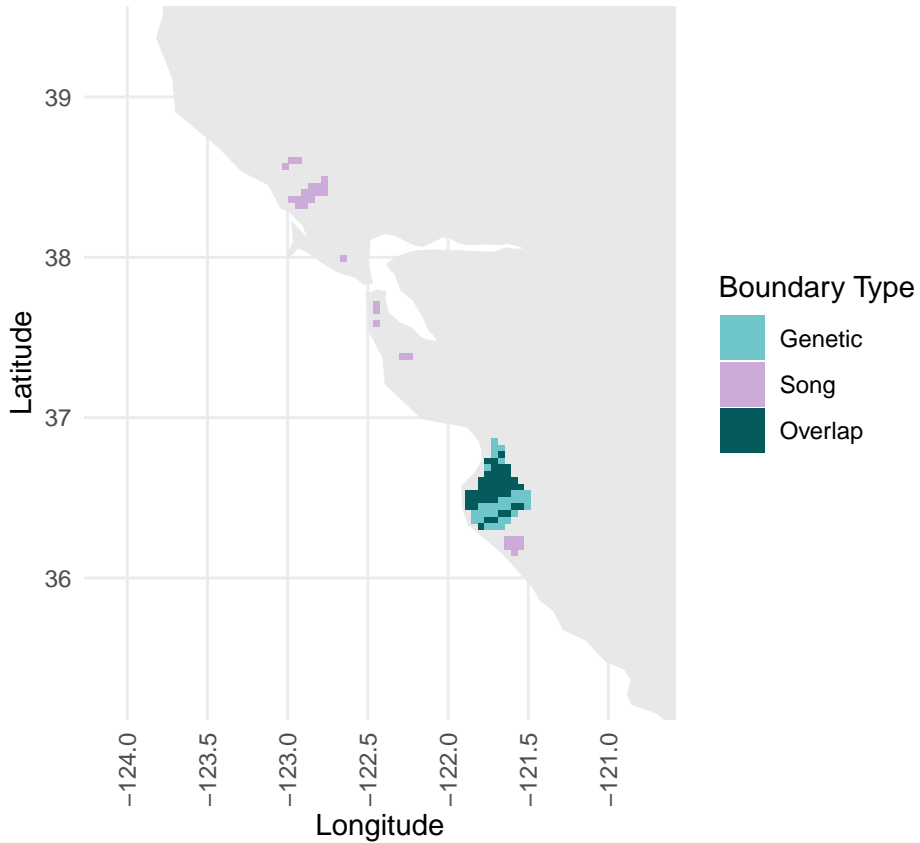 39
38
37
36
Latitude
−124.0
−123.5
−123.0
−122.5
−122.0
−121.5
−121.0
Longitude
Boundary Type
Genetic
Song
Overlap